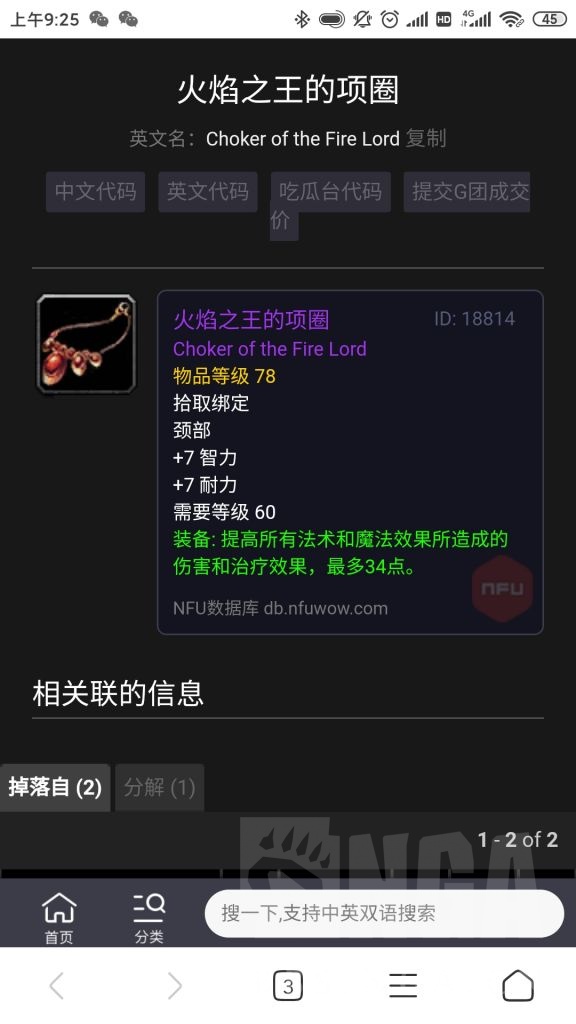 上午9:25
HD
4G
45
火焰之王的项圈
英文名：Choker of the Fire Lord 复制
中文代码 英文代码 吃瓜台代码 提交G团成交
价
火焰之王的项圈 ID: 18814
Choker of the Fire Lord
物品等级 78
拾取绑定
颈部
+7 智力
+7 耐力
需要等级 60
装备: 提高所有法术和魔法效果所造成的
伤害和治疗效果，最多34点。
NFU
NFU数据库 db.nfuwow.com
相关联的信息
掉落自 (2) 分解 (1)
1 - 2 of 2
NGA
首页 分类 搜一下,支持中英双语搜索
3